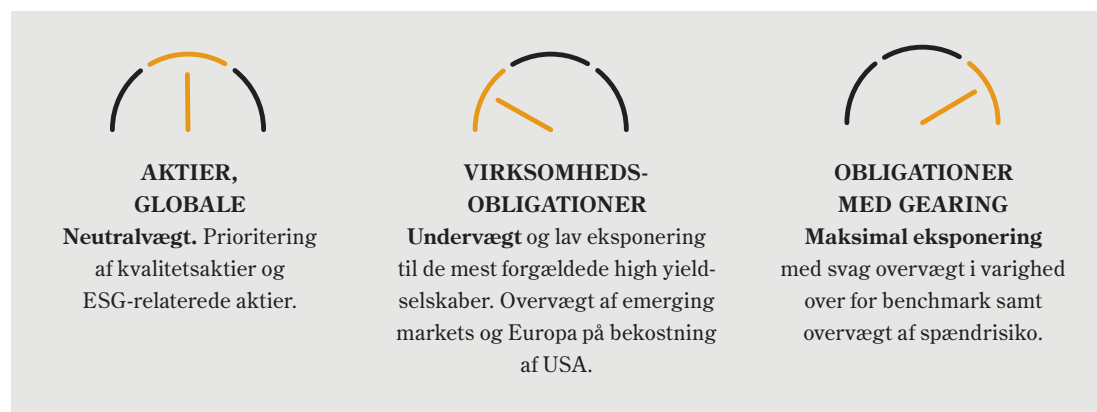 AKTIER,
GLOBALE
Neutralvægt. Prioritering
af kvalitetsaktier og
ESG-relaterede aktier.
VIRKSOMHEDS-
OBLIGATIONER
Undervægt og lav eksponering
til de mest forgældede high yield-
selskaber. Overvægt af emerging
markets og Europa på bekostning
af USA.
OBLIGATIONER
MED GEARING
Maksimal eksponering
med svag overvægt i varighed
over for benchmark samt
overvægt af spændrisiko.